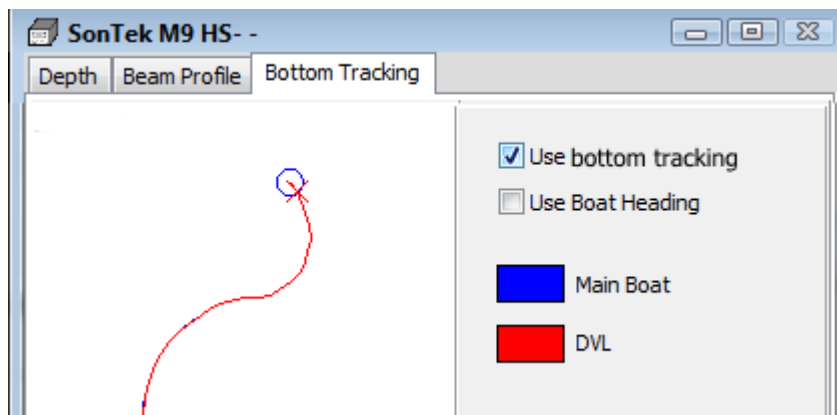 SonTek M9 HS- -
Depth Beam Profile Bottom Tracking
Use bottom tracking
Use Boat Heading
Main Boat
DVL